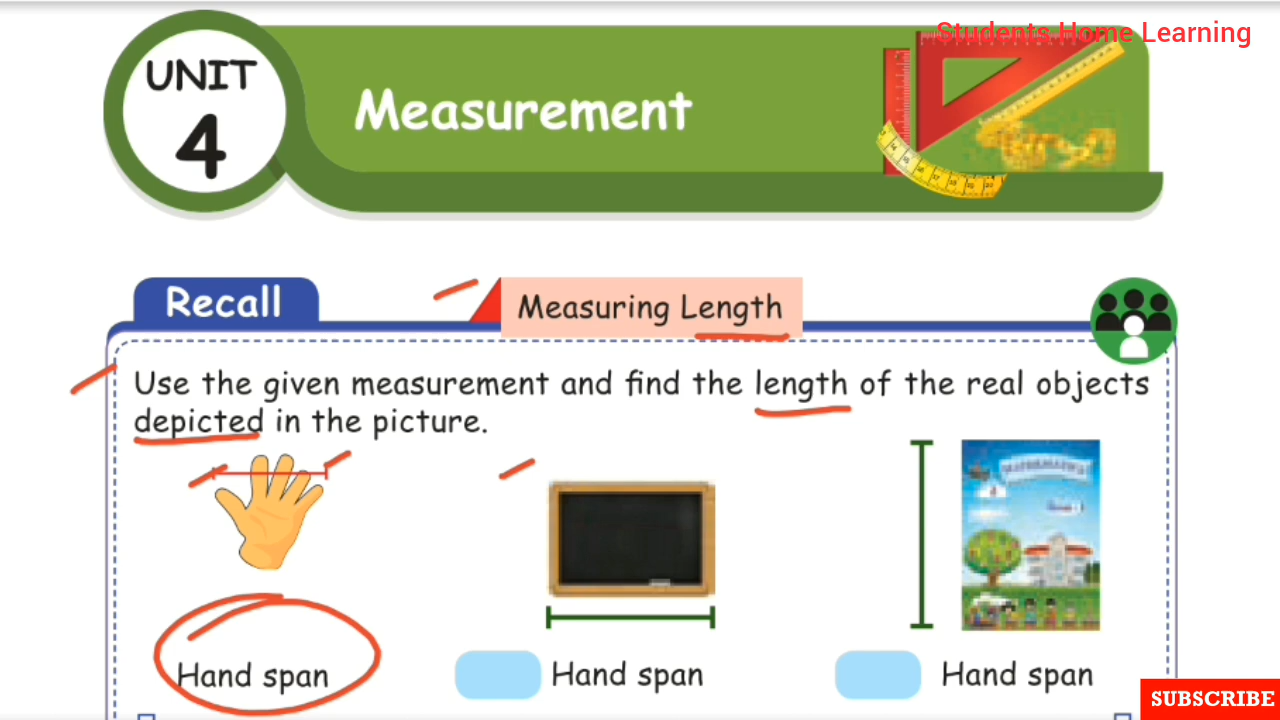 Students Home Learning
UNIT
4
Measurement
Recall
Measuring Length
Use the given measurement and find the length of the real objects
depicted in the picture.
MATHEMATICS
Hand span
Hand span
Hand span
SUBSCRIBE